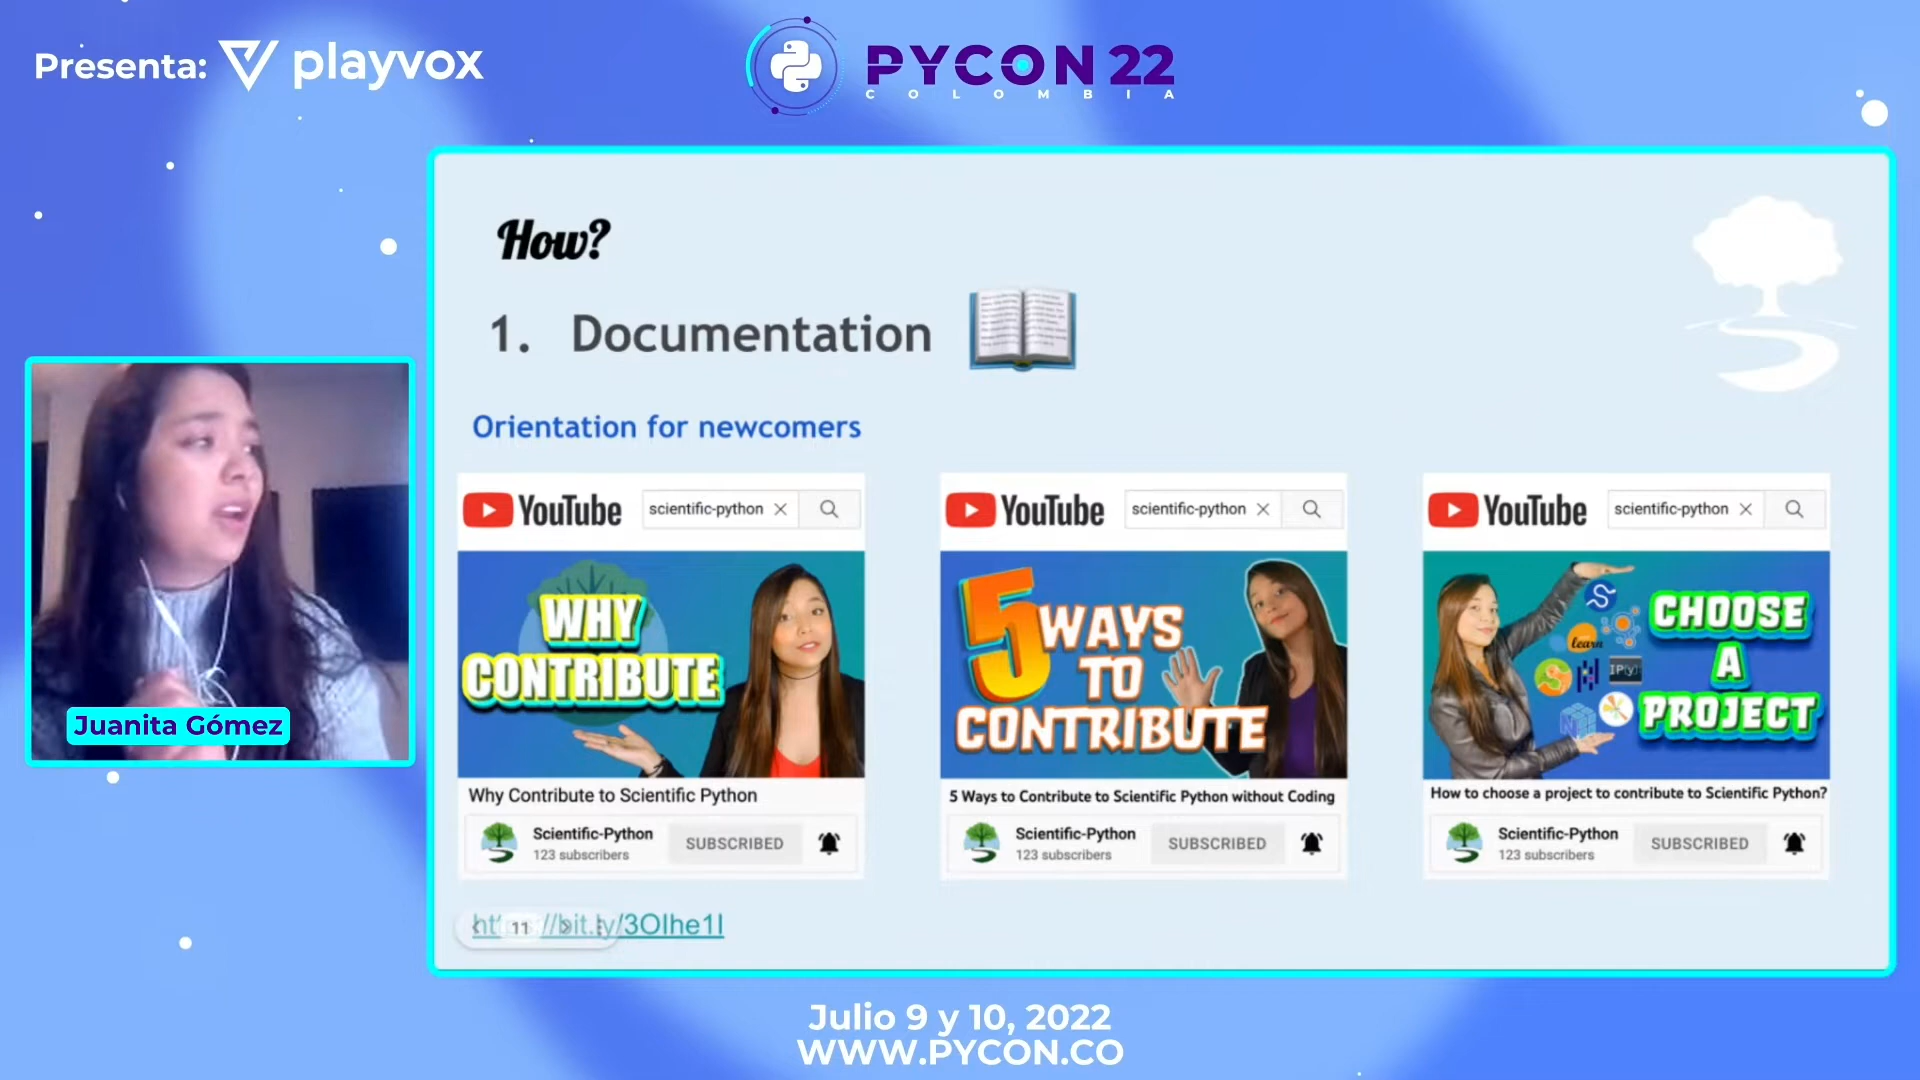 Presenta: playvox
PYCON 22
COLOMBIA
How?
1. Documentation
Orientation for newcomers
YouTube scientific-python
WHY
CONTRIBUTE
Why Contribute to Scientific Python
Scientific-Python
123 subscribers
SUBSCRIBED
YouTube scientific-python
5 WAYS
TO
CONTRIBUTE
5 Ways to Contribute to Scientific Python without Coding
Scientific-Python
123 subscribers
SUBSCRIBED
YouTube scientific-python
learn
IP[y]:
CHOOSE
A
PROJECT
How to choose a project to contribute to Scientific Python?
Scientific-Python
123 subscribers
SUBSCRIBED
11
//bit.ly/3OIhe1I
Juanita Gómez
Julio 9 y 10, 2022
WWW.PYCON.CO